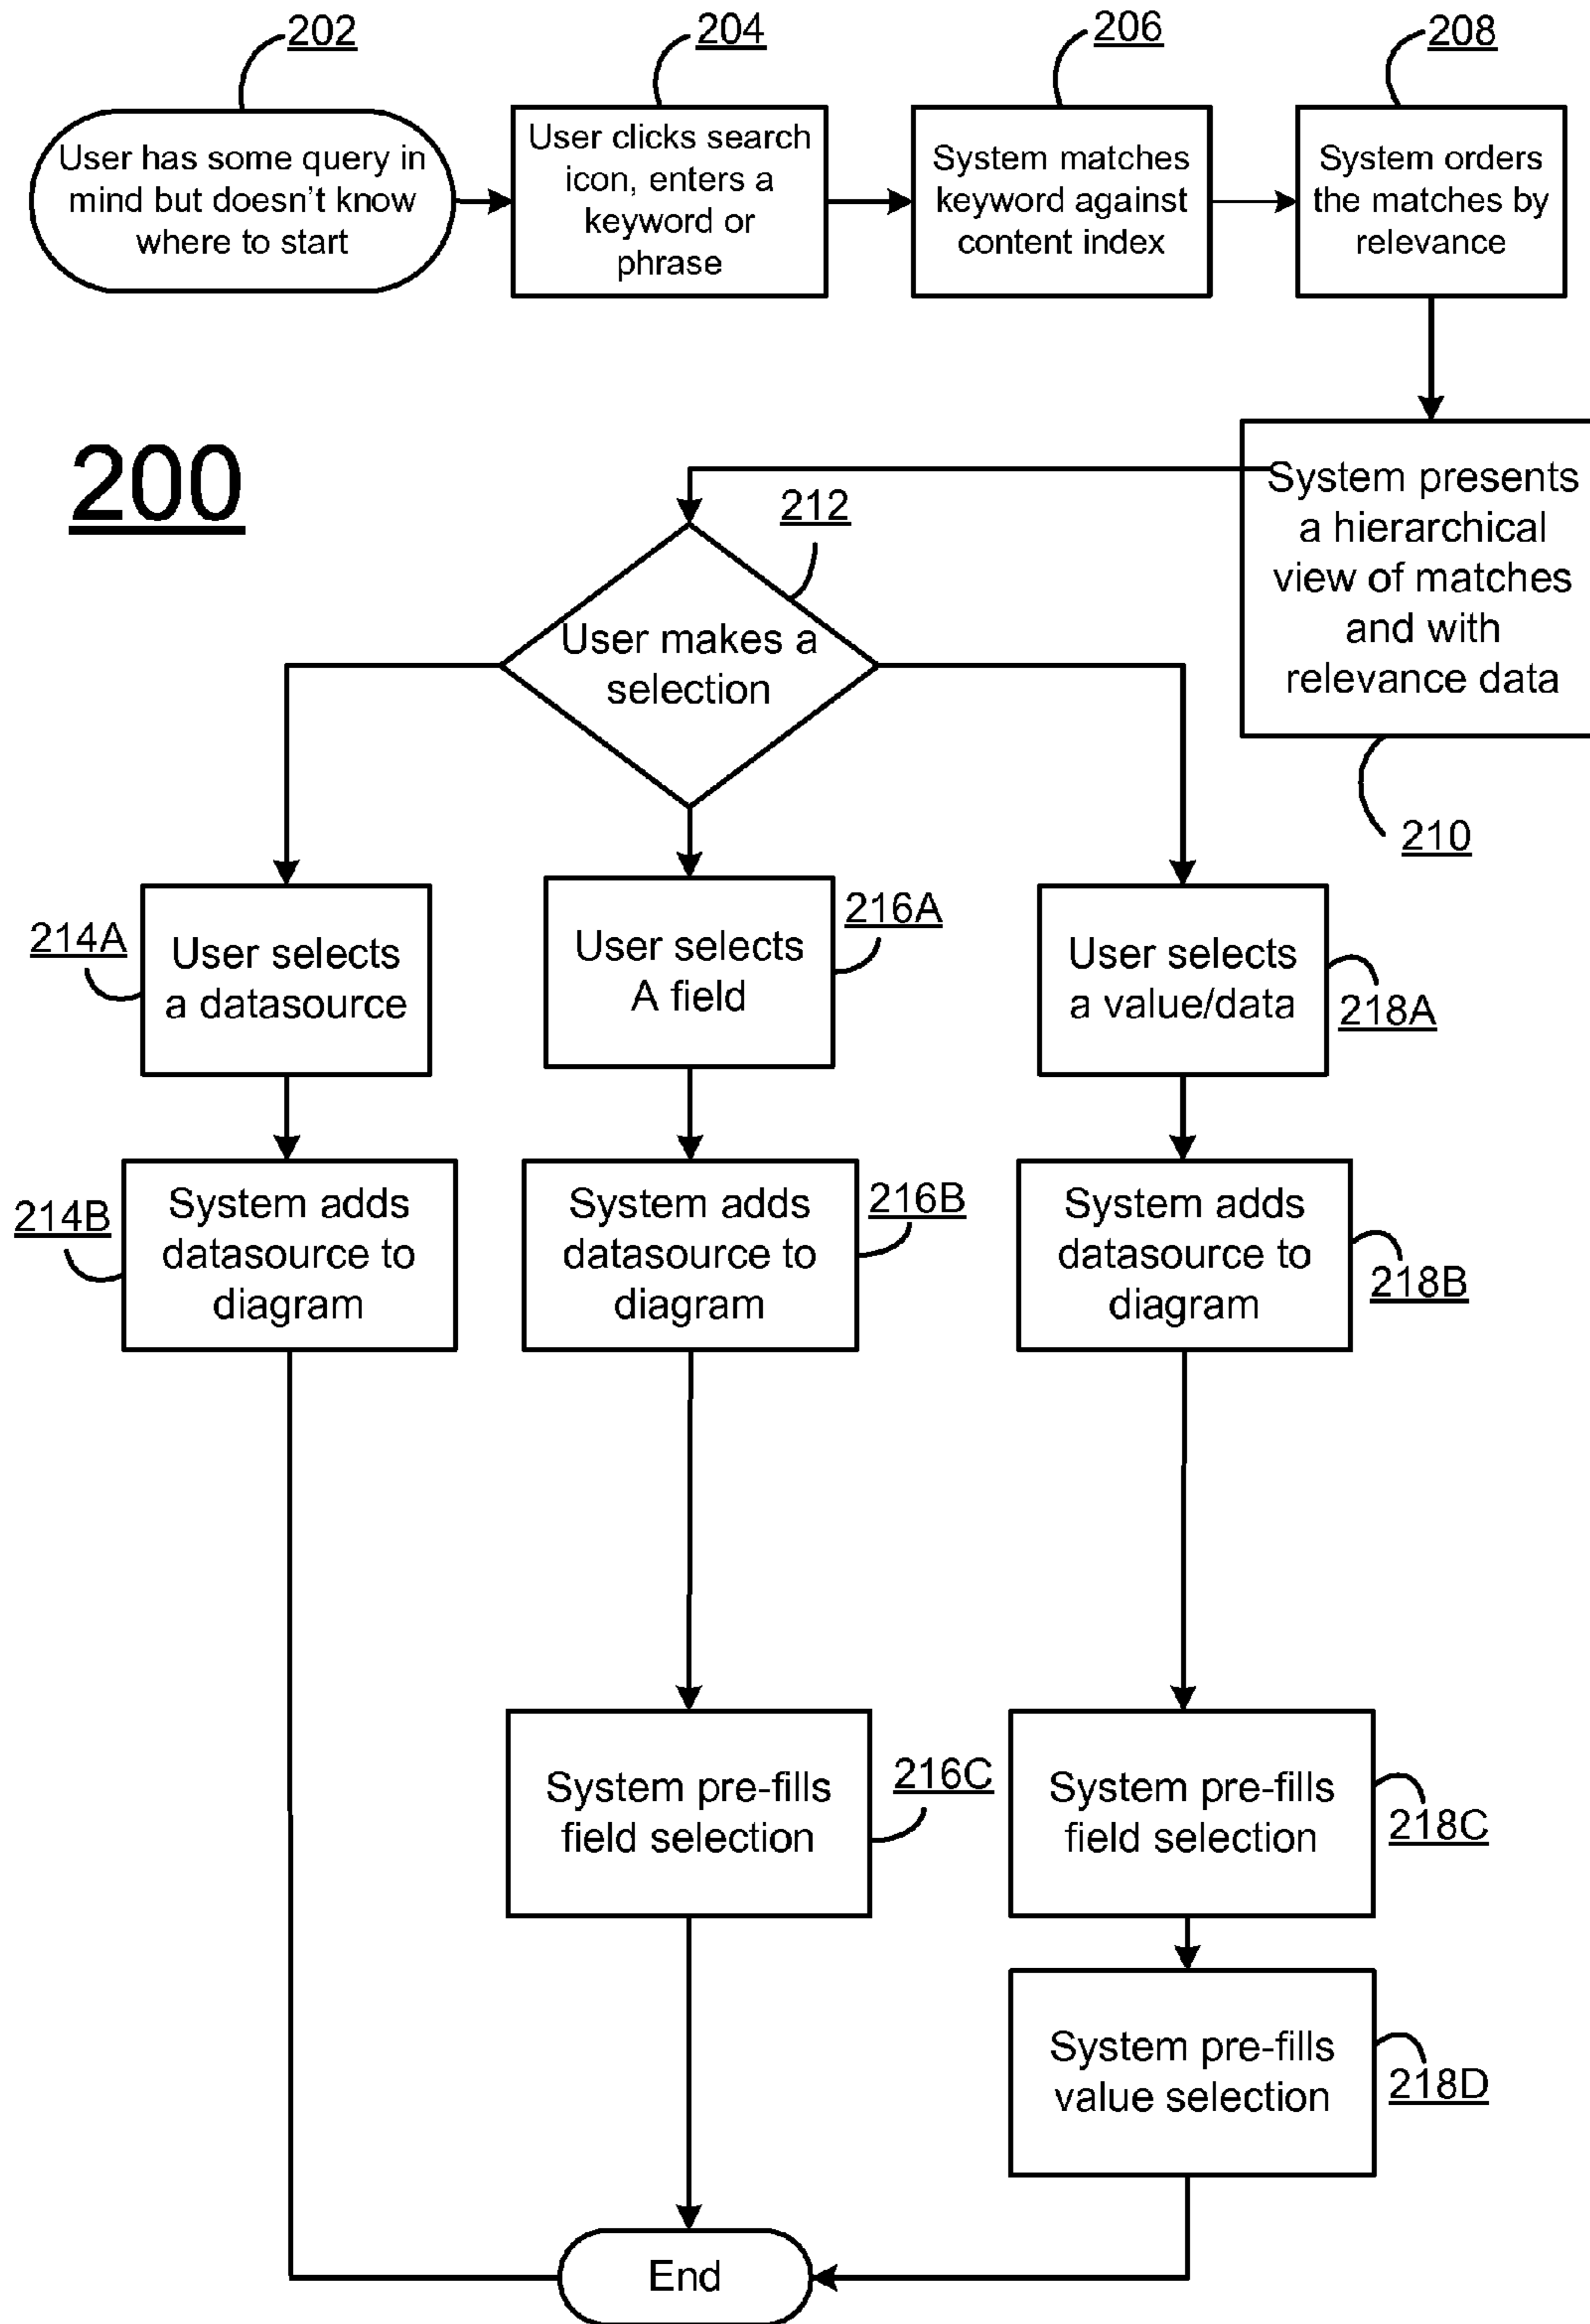 202
User has some query in
mind but doesn't know
where to start
204
User clicks search
icon, enters a
keyword or
phrase
206
System matches
keyword against
content index
208
System orders
the matches by
relevance
200
System presents
a hierarchical
view of matches
and with
relevance data
210
212
User makes a
selection
214A
User selects
a datasource
216A
User selects
A field
218A
User selects
a value/data
214B
System adds
datasource to
diagram
216B
System adds
datasource to
diagram
218B
System adds
datasource to
diagram
216C
System pre-fills
field selection
218C
System pre-fills
field selection
218D
System pre-fills
value selection
End